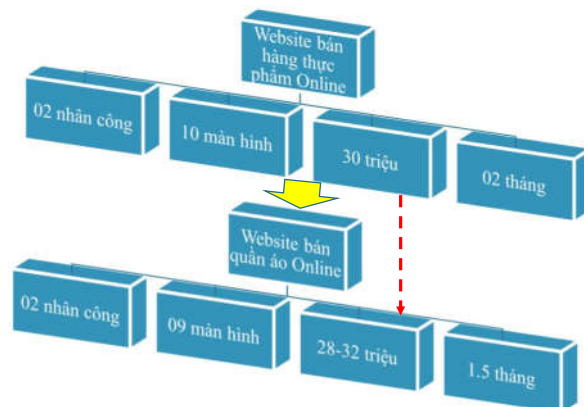 Website bán
hàng thực
phẩm Online
02 nhân công
10 màn hình
30 triệu
02 tháng
Website bán
quần áo Online
02 nhân công
09 màn hình
28-32 triệu
1.5 tháng